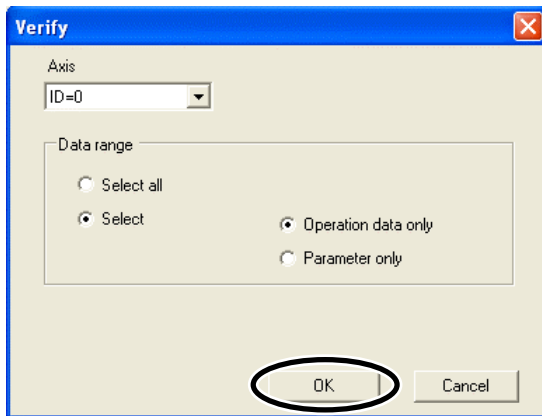 Verify
Axis
ID=0
Data range
Select all
Select
Operation data only
Parameter only
OK
Cancel